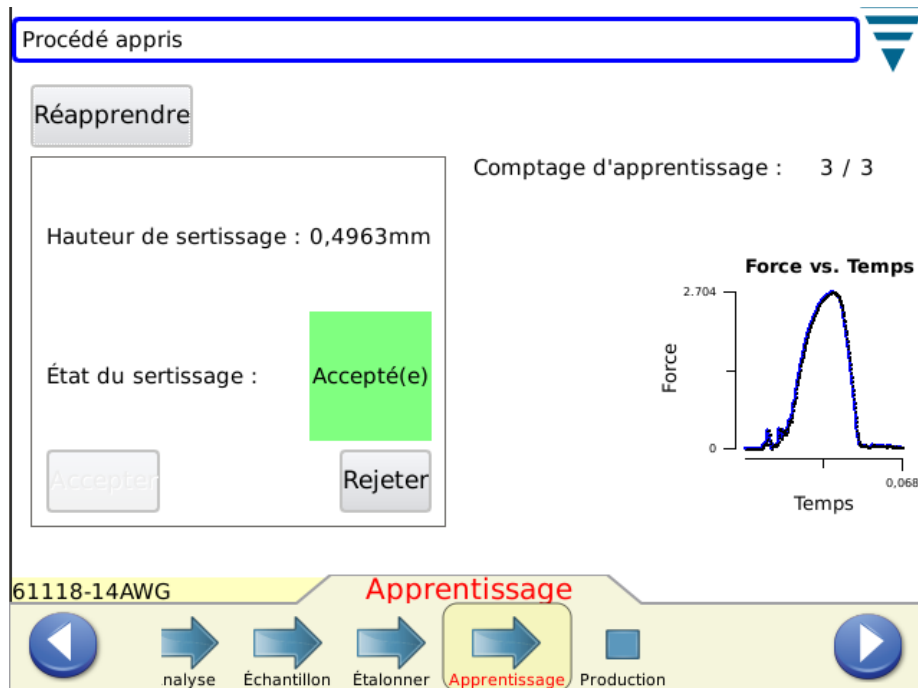 Procédé appris
Réapprendre
Comptage d'apprentissage : 3 / 3
Hauteur de sertissage : 0,4963mm
État du sertissage : Accepté(e)
Accepter
Rejeter
Force vs. Temps
2.704
Force
0
0,068
Temps
61118-14AWG
Apprentissage
nalyse
Échantillon
Étalonner
Apprentissage
Production